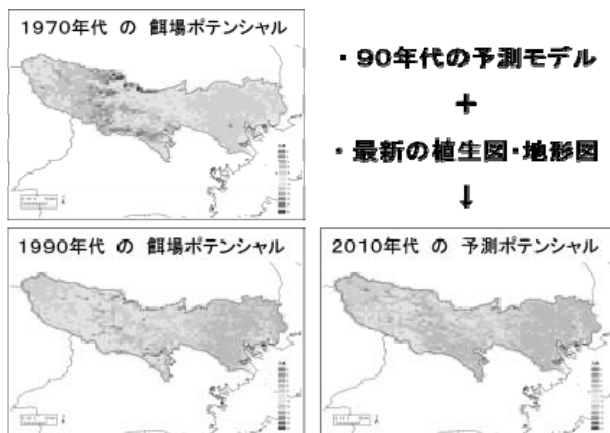 1970年代 の 餌場ポテンシャル
・90年代の予測モデル
+
・最新の植生図・地形図
↓
1990年代 の 餌場ポテンシャル
2010年代 の 予測ポテンシャル